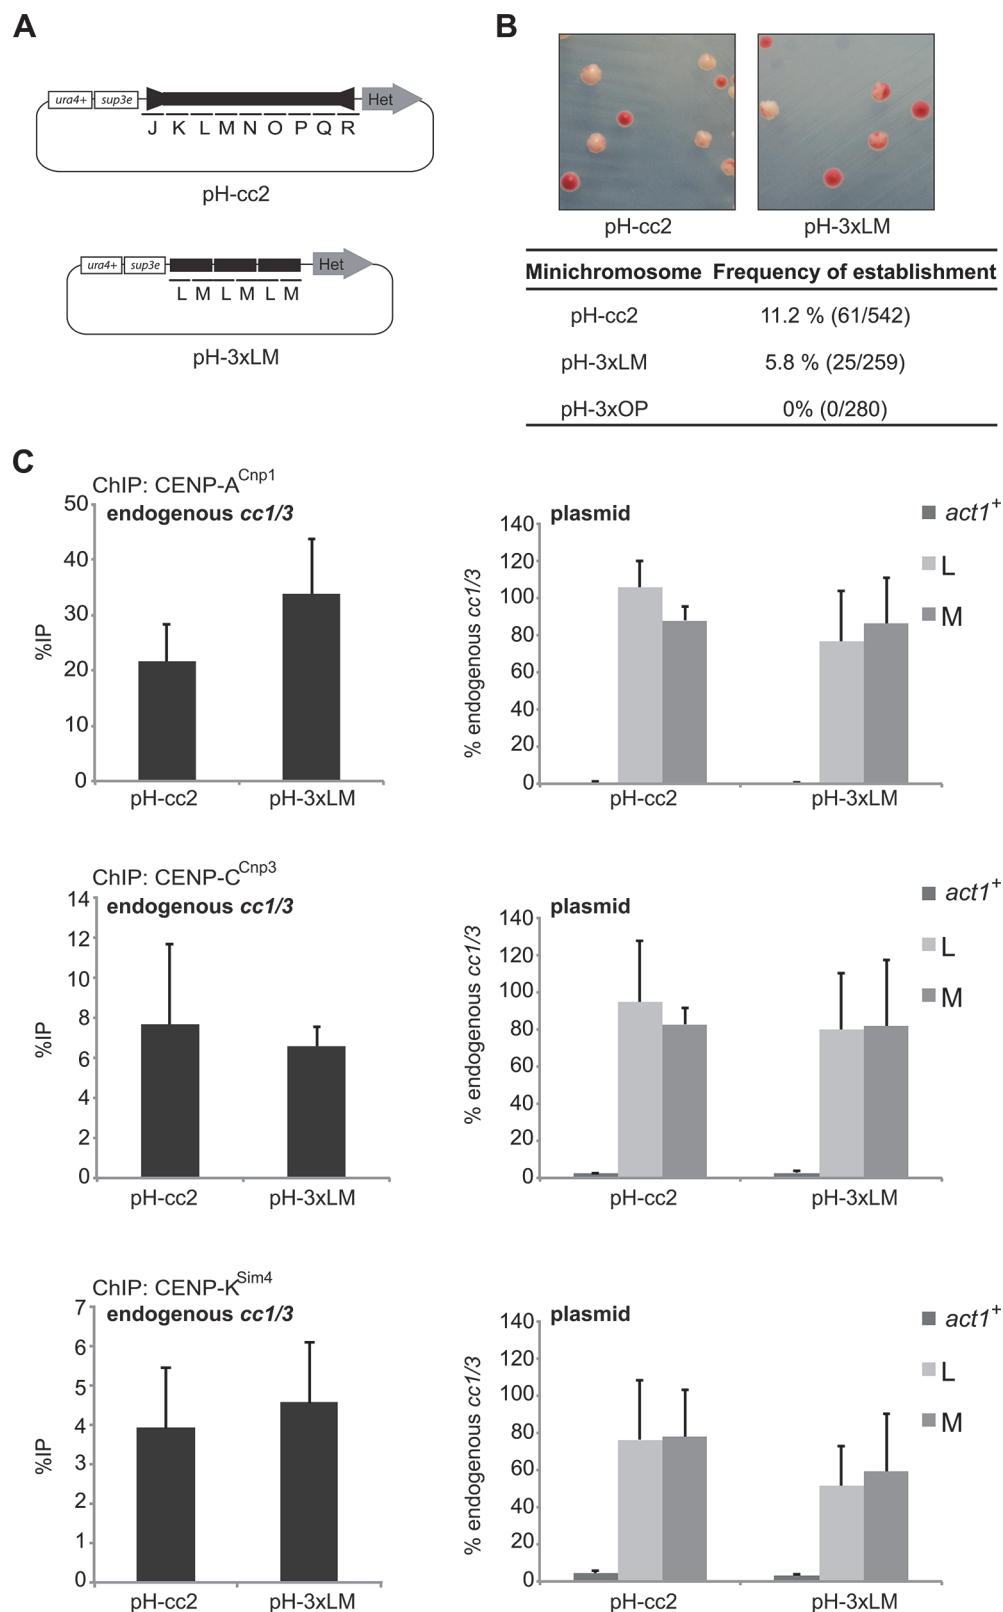 A
ura4+ sup3e Het
J K L M N O P Q R
pH-cc2
ura4+ sup3e Het
L M L M L M
pH-3xLM
B
pH-cc2 pH-3xLM
Minichromosome Frequency of establishment
pH-cc2 11.2 % (61/542)
pH-3xLM 5.8 % (25/259)
pH-3xOP 0% (0/280)
C
ChIP: CENP-A^Cnp1
endogenous cc1/3
%IP
50
40
30
20
10
0
pH-cc2 pH-3xLM
plasmid
% endogenous cc1/3
140
120
100
80
60
40
20
0
pH-cc2 pH-3xLM
act1+
L
M
ChIP: CENP-C^Cnp3
endogenous cc1/3
%IP
14
12
10
8
6
4
2
0
pH-cc2 pH-3xLM
plasmid
% endogenous cc1/3
140
120
100
80
60
40
20
0
pH-cc2 pH-3xLM
act1+
L
M
ChIP: CENP-K^Sim4
endogenous cc1/3
%IP
7
6
5
4
3
2
1
0
pH-cc2 pH-3xLM
plasmid
% endogenous cc1/3
140
120
100
80
60
40
20
0
pH-cc2 pH-3xLM
act1+
L
M